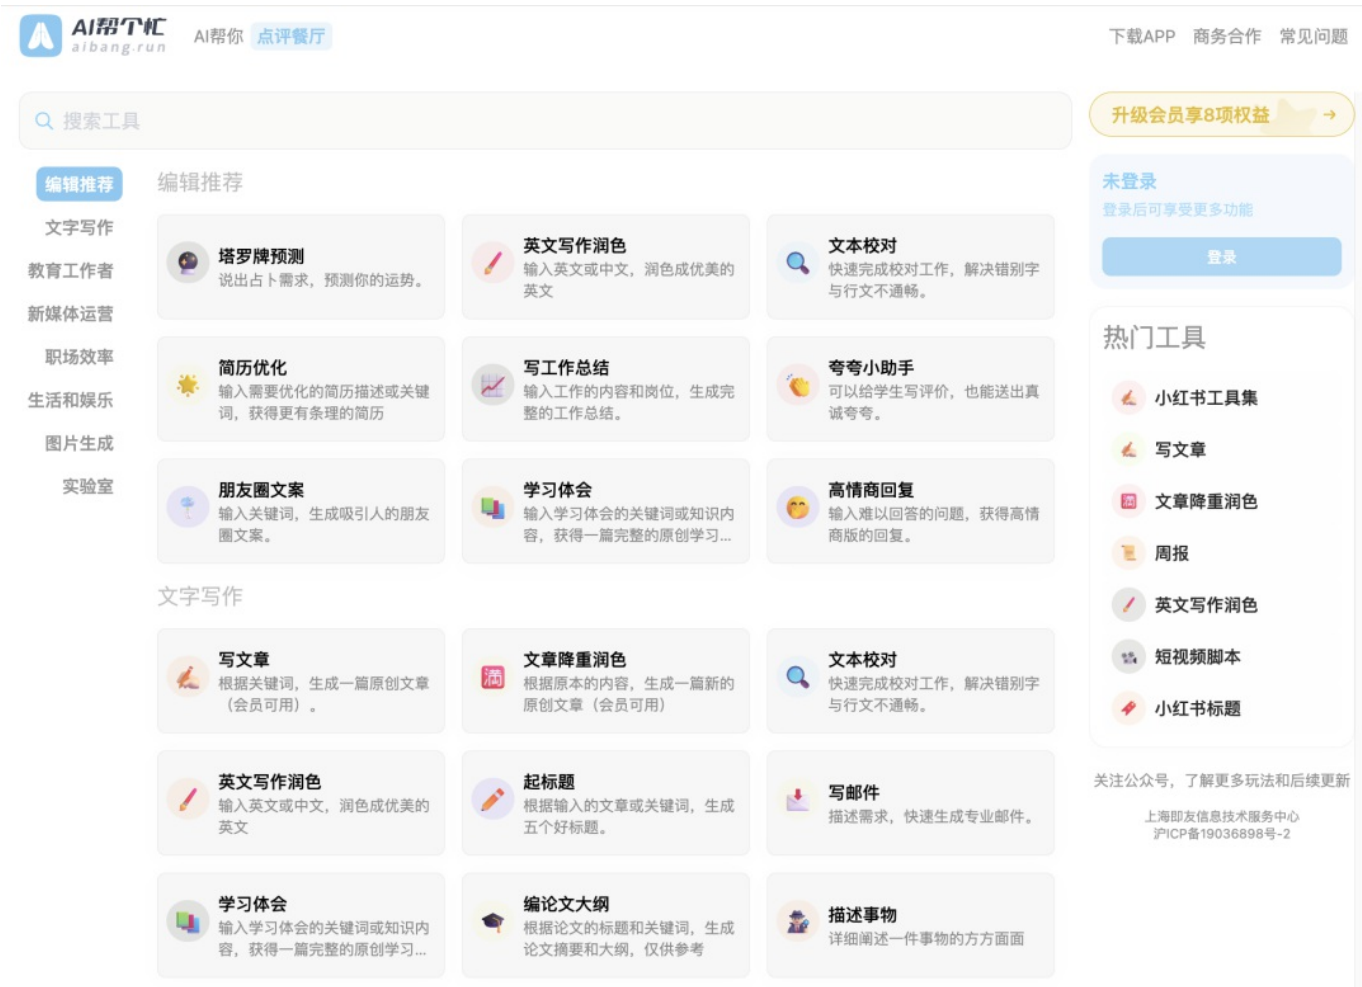 AI帮个忙
aibang.run
AI帮你 点评餐厅
下载APP 商务合作 常见问题
搜索工具
升级会员享8项权益
未登录
登录后可享受更多功能
登录
编辑推荐
文字写作
教育工作者
新媒体运营
职场效率
生活和娱乐
图片生成
实验室
编辑推荐
塔罗牌预测
说出占卜需求，预测你的运势。
英文写作润色
输入英文或中文，润色成优美的
英文
文本校对
快速完成校对工作，解决错别字
与行文不通畅。
简历优化
输入需要优化的简历描述或关键
词，获得更有条理的简历
写工作总结
输入工作的内容和岗位，生成完
整的工作总结。
夸夸小助手
可以给学生写评价，也能送出真
诚夸夸。
朋友圈文案
输入关键词，生成吸引人的朋友
圈文案。
学习体会
输入学习体会的关键词或知识内
容，获得一篇完整的原创学习...
高情商回复
输入难以回答的问题，获得高情
商版的回复。
文字写作
写文章
根据关键词，生成一篇原创文章
（会员可用）。
满
文章降重润色
根据原本的内容，生成一篇新的
原创文章（会员可用）
文本校对
快速完成校对工作，解决错别字
与行文不通畅。
英文写作润色
输入英文或中文，润色成优美的
英文
起标题
根据输入的文章或关键词，生成
五个好标题。
写邮件
描述需求，快速生成专业邮件。
学习体会
输入学习体会的关键词或知识内
容，获得一篇完整的原创学习...
编论文大纲
根据论文的标题和关键词，生成
论文摘要和大纲，仅供参考
描述事物
详细阐述一件事物的方方面面
热门工具
小红书工具集
写文章
文章降重润色
周报
英文写作润色
短视频脚本
小红书标题
关注公众号，了解更多玩法和后续更新
上海即友信息技术服务中心
沪ICP备19036898号-2